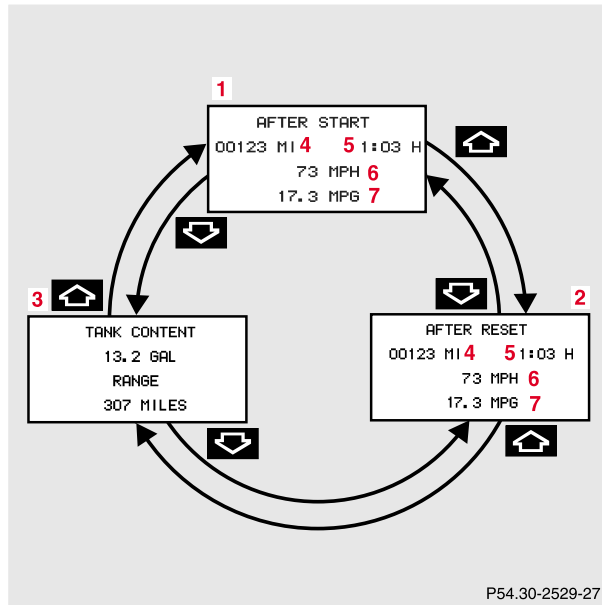 1
AFTER START
00123 MI 4 5 1:03 H
73 MPH 6
17.3 MPG 7
3
TANK CONTENT
13.2 GAL
RANGE
307 MILES
2
AFTER RESET
00123 MI 4 5 1:03 H
73 MPH 6
17.3 MPG 7
P54.30-2529-27